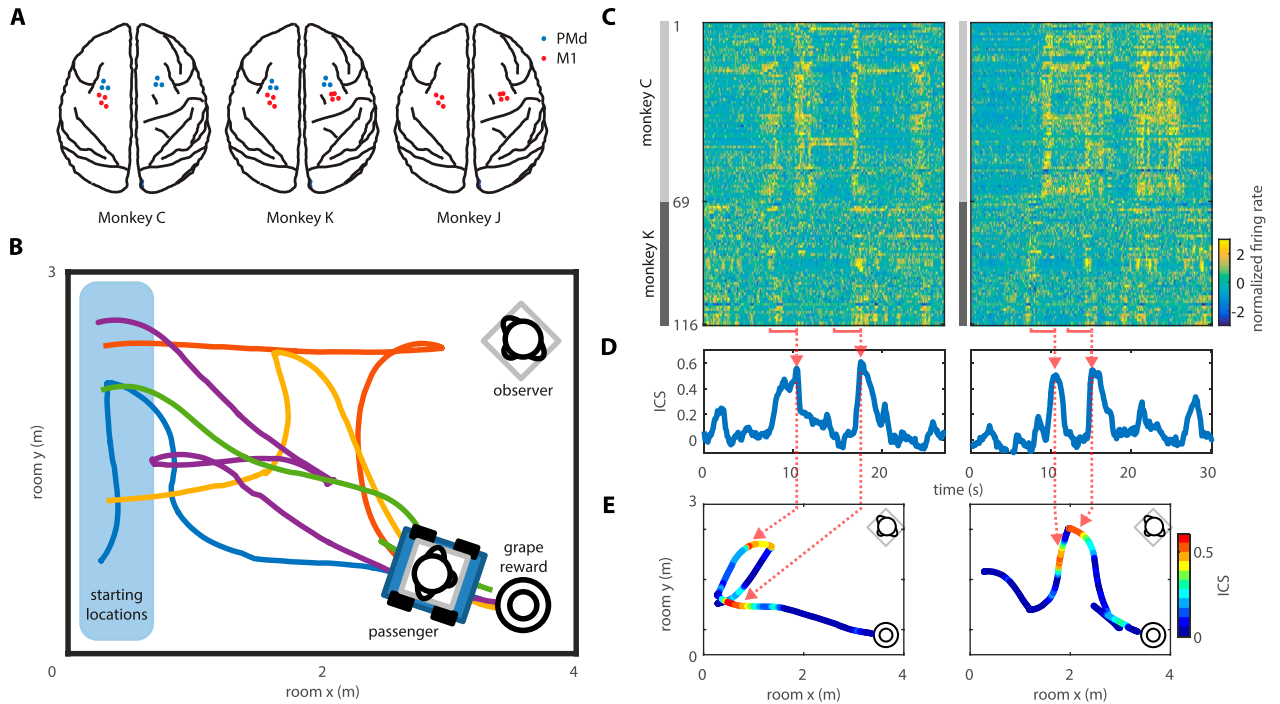 A
PMd
M1
Monkey C
Monkey K
Monkey J
B
3
room y (m)
observer
starting
locations
grape
reward
passenger
0
2
4
room x (m)
C
1
monkey C
69
monkey K
116
2
0
-2
normalized firing rate
D
0.6
0.4
0.2
0
ICS
0
10
20
10
20
30
time (s)
E
3
room y (m)
0
0
2
4
room x (m)
0
2
4
room x (m)
0.5
0
ICS